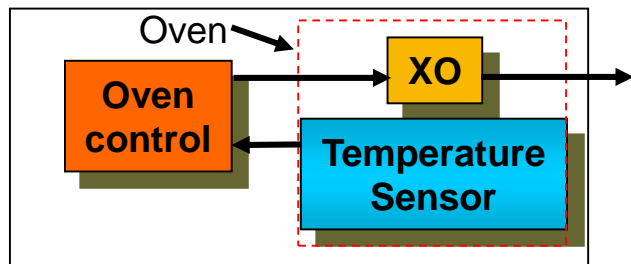 Oven
XO
Oven
control
Temperature
Sensor